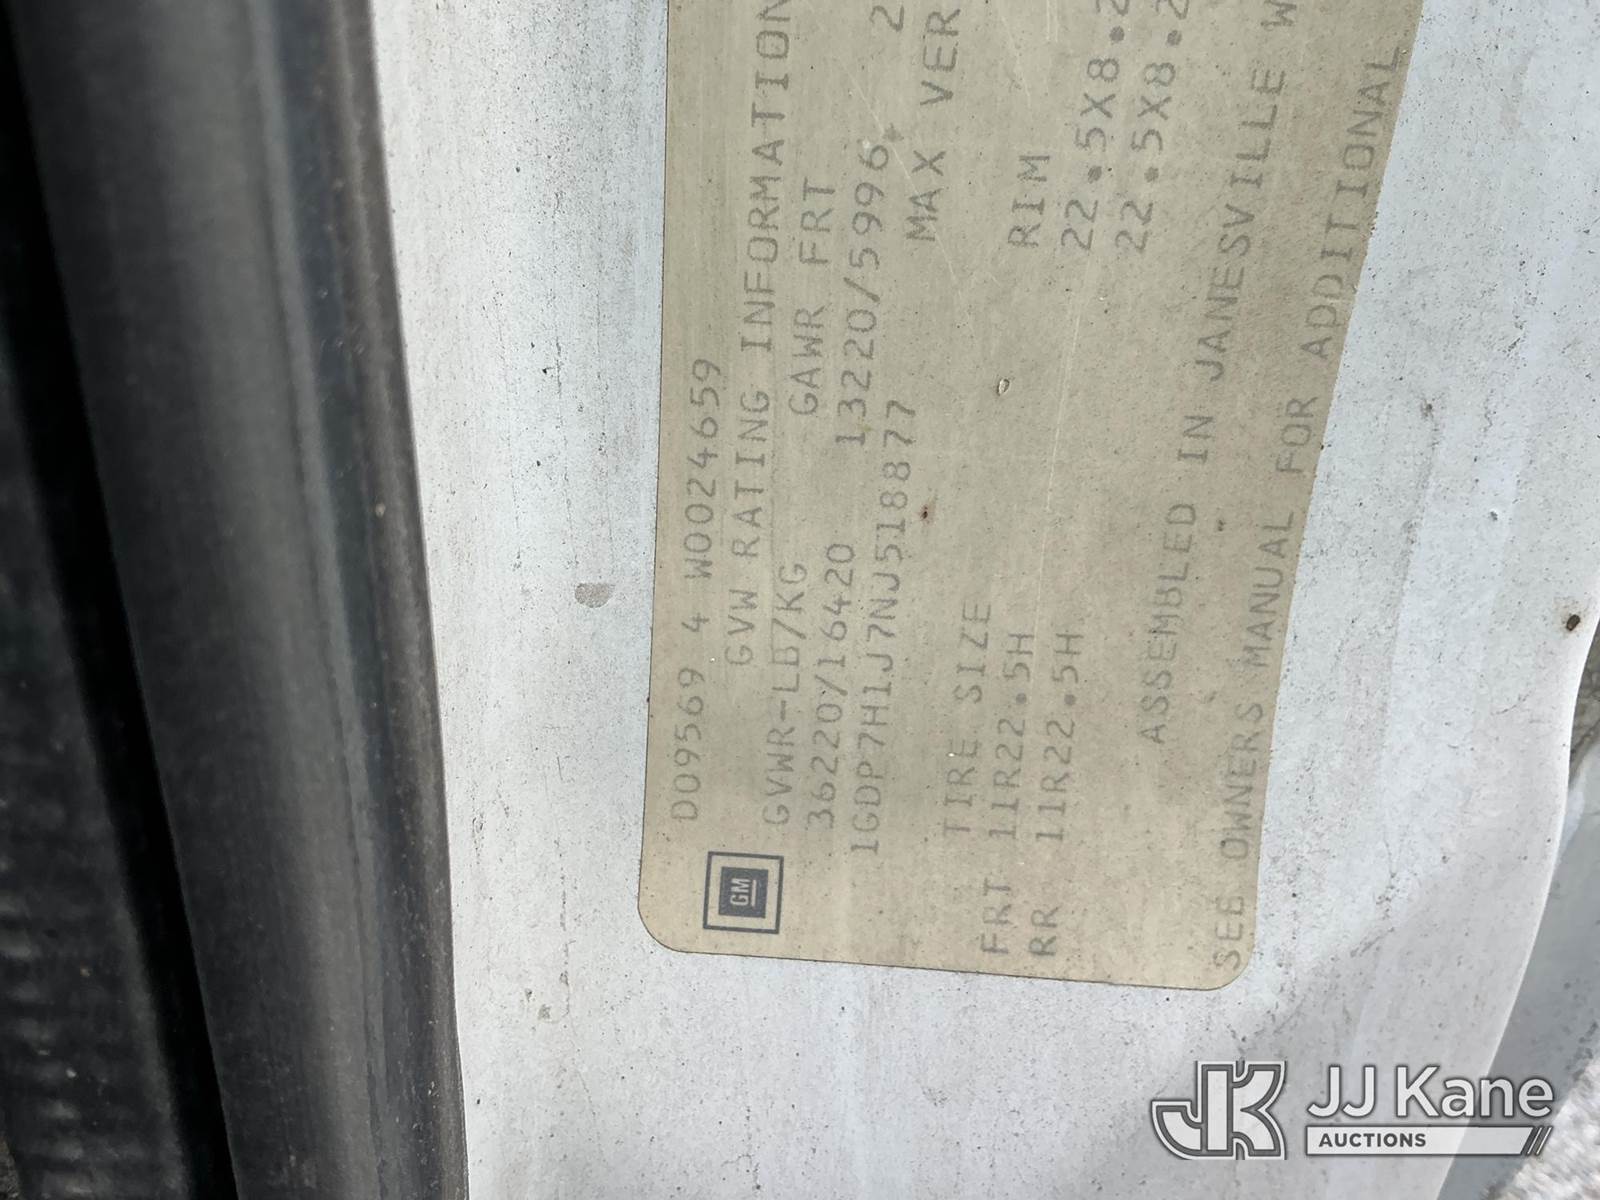 GM
D09569 4 W0024659
GVW RATING INFORMATION
GVWR-LB/KG GAWR FRT
36220/16420 13220/5996 2
1GDP7H1J7NJ518877 MAX VER
TIRE SIZE RIM
FRT 11R22.5H 22.5X8.2
RR 11R22.5H 22.5X8.2
ASSEMBLED IN JANESVILLE W
SEE OWNERS MANUAL FOR ADDITIONAL
JK JJ Kane
AUCTIONS